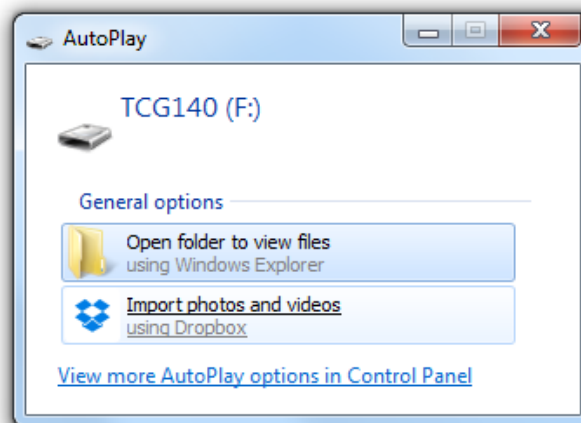 AutoPlay
TCG140 (F:)
General options
Open folder to view files
using Windows Explorer
Import photos and videos
using Dropbox
View more AutoPlay options in Control Panel